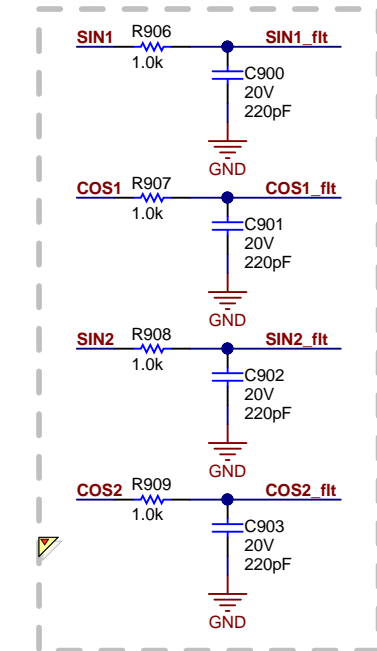 R906
SIN1 SIN1_flt
1.0k
C900
20V
220pF
GND
R907
COS1 COS1_flt
1.0k
C901
20V
220pF
GND
R908
SIN2 SIN2_flt
1.0k
C902
20V
220pF
GND
R909
COS2 COS2_flt
1.0k
C903
20V
220pF
GND